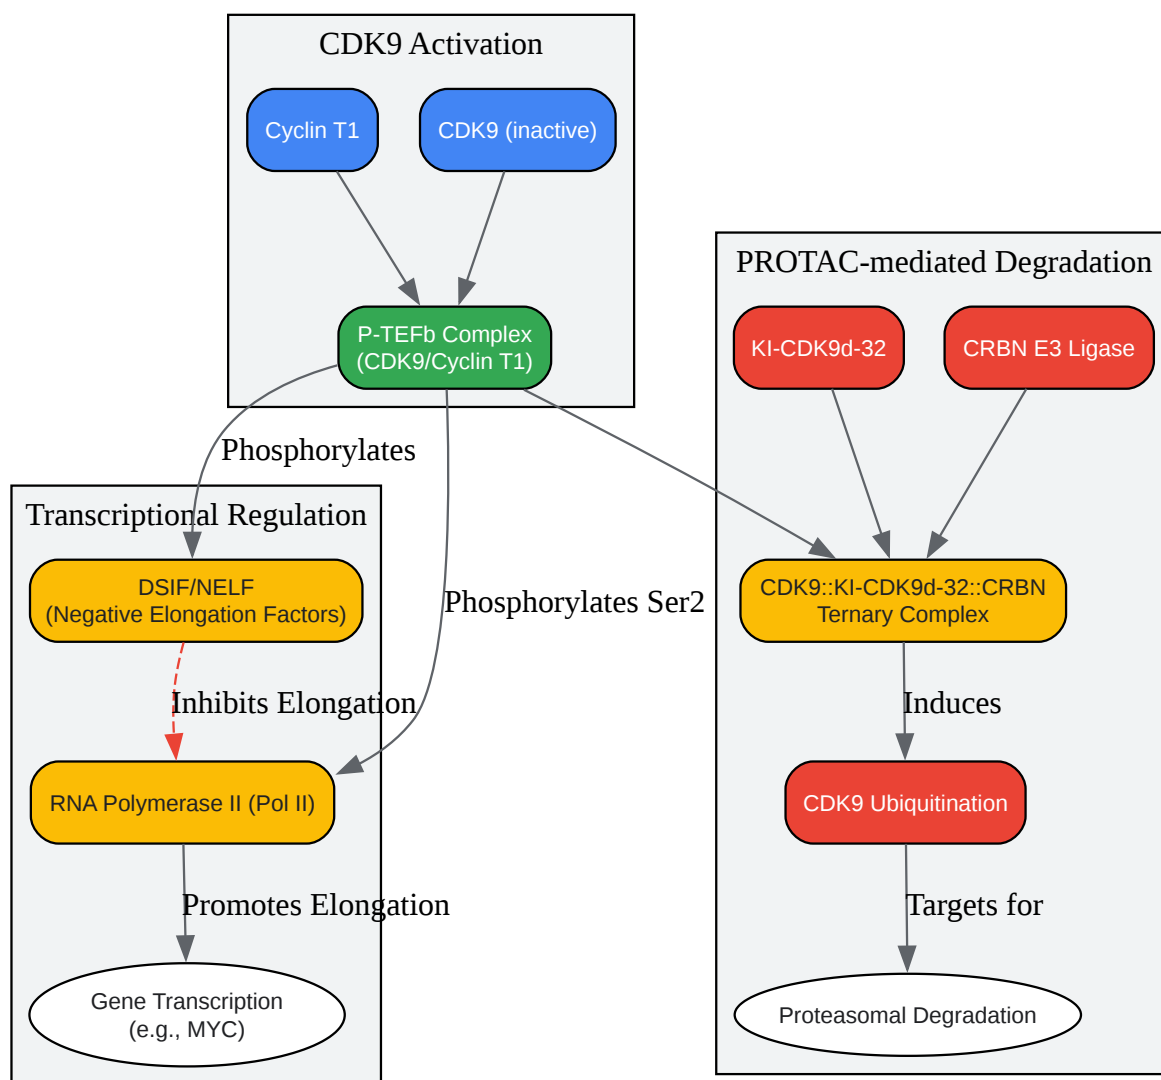 CDK9 Activation
Cyclin T1
CDK9 (inactive)
P-TEFb Complex
(CDK9/Cyclin T1)
PROTAC-mediated Degradation
KI-CDK9d-32
CRBN E3 Ligase
Phosphorylates
Transcriptional Regulation
DSIF/NELF
(Negative Elongation Factors)
Phosphorylates Ser2
CDK9::KI-CDK9d-32::CRBN
Ternary Complex
Inhibits Elongation
Induces
RNA Polymerase II (Pol II)
CDK9 Ubiquitination
Promotes Elongation
Targets for
Gene Transcription
(e.g., MYC)
Proteasomal Degradation